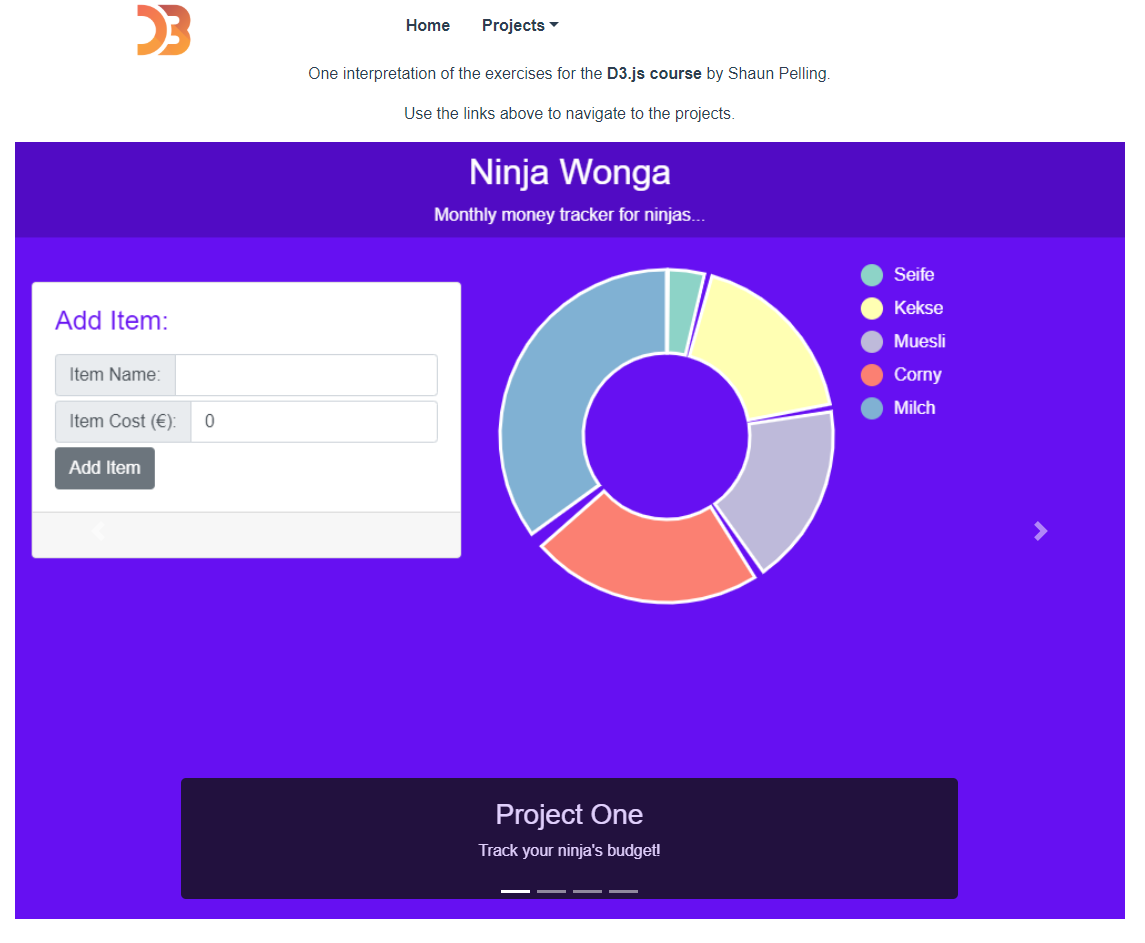 D3
Home Projects
One interpretation of the exercises for the D3.js course by Shaun Pelling.
Use the links above to navigate to the projects.
Ninja Wonga
Monthly money tracker for ninjas...
Add Item:
Item Name:
Item Cost (€): 0
Add Item
Seife
Kekse
Muesli
Corny
Milch
Project One
Track your ninja's budget!